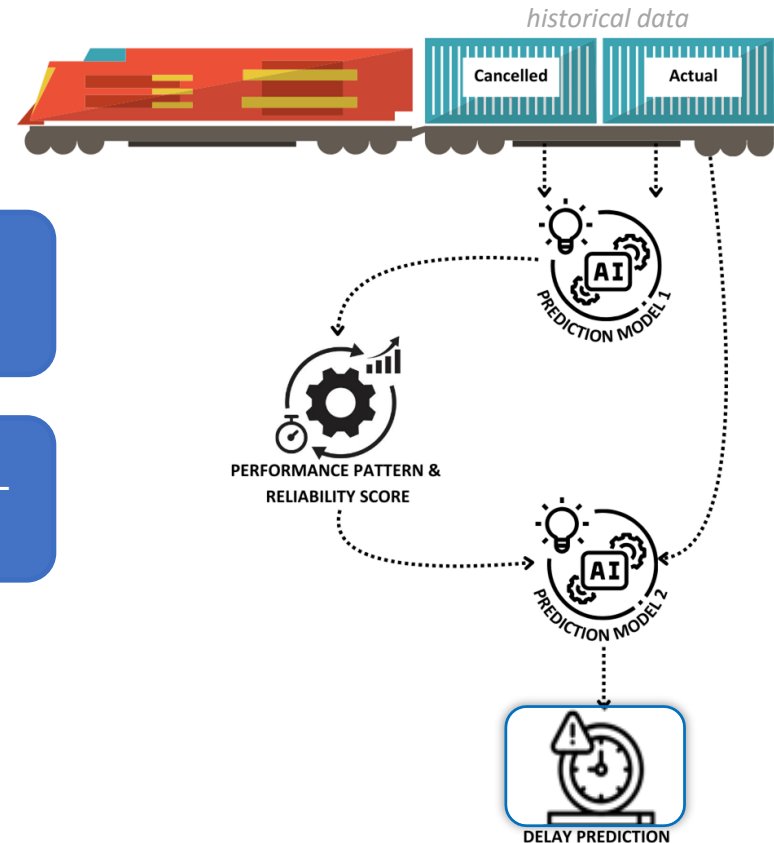 historical data
Cancelled
Actual
AI
PREDICTION MODEL 1
PERFORMANCE PATTERN &
RELIABILITY SCORE
AI
PREDICTION MODEL 2
DELAY PREDICTION